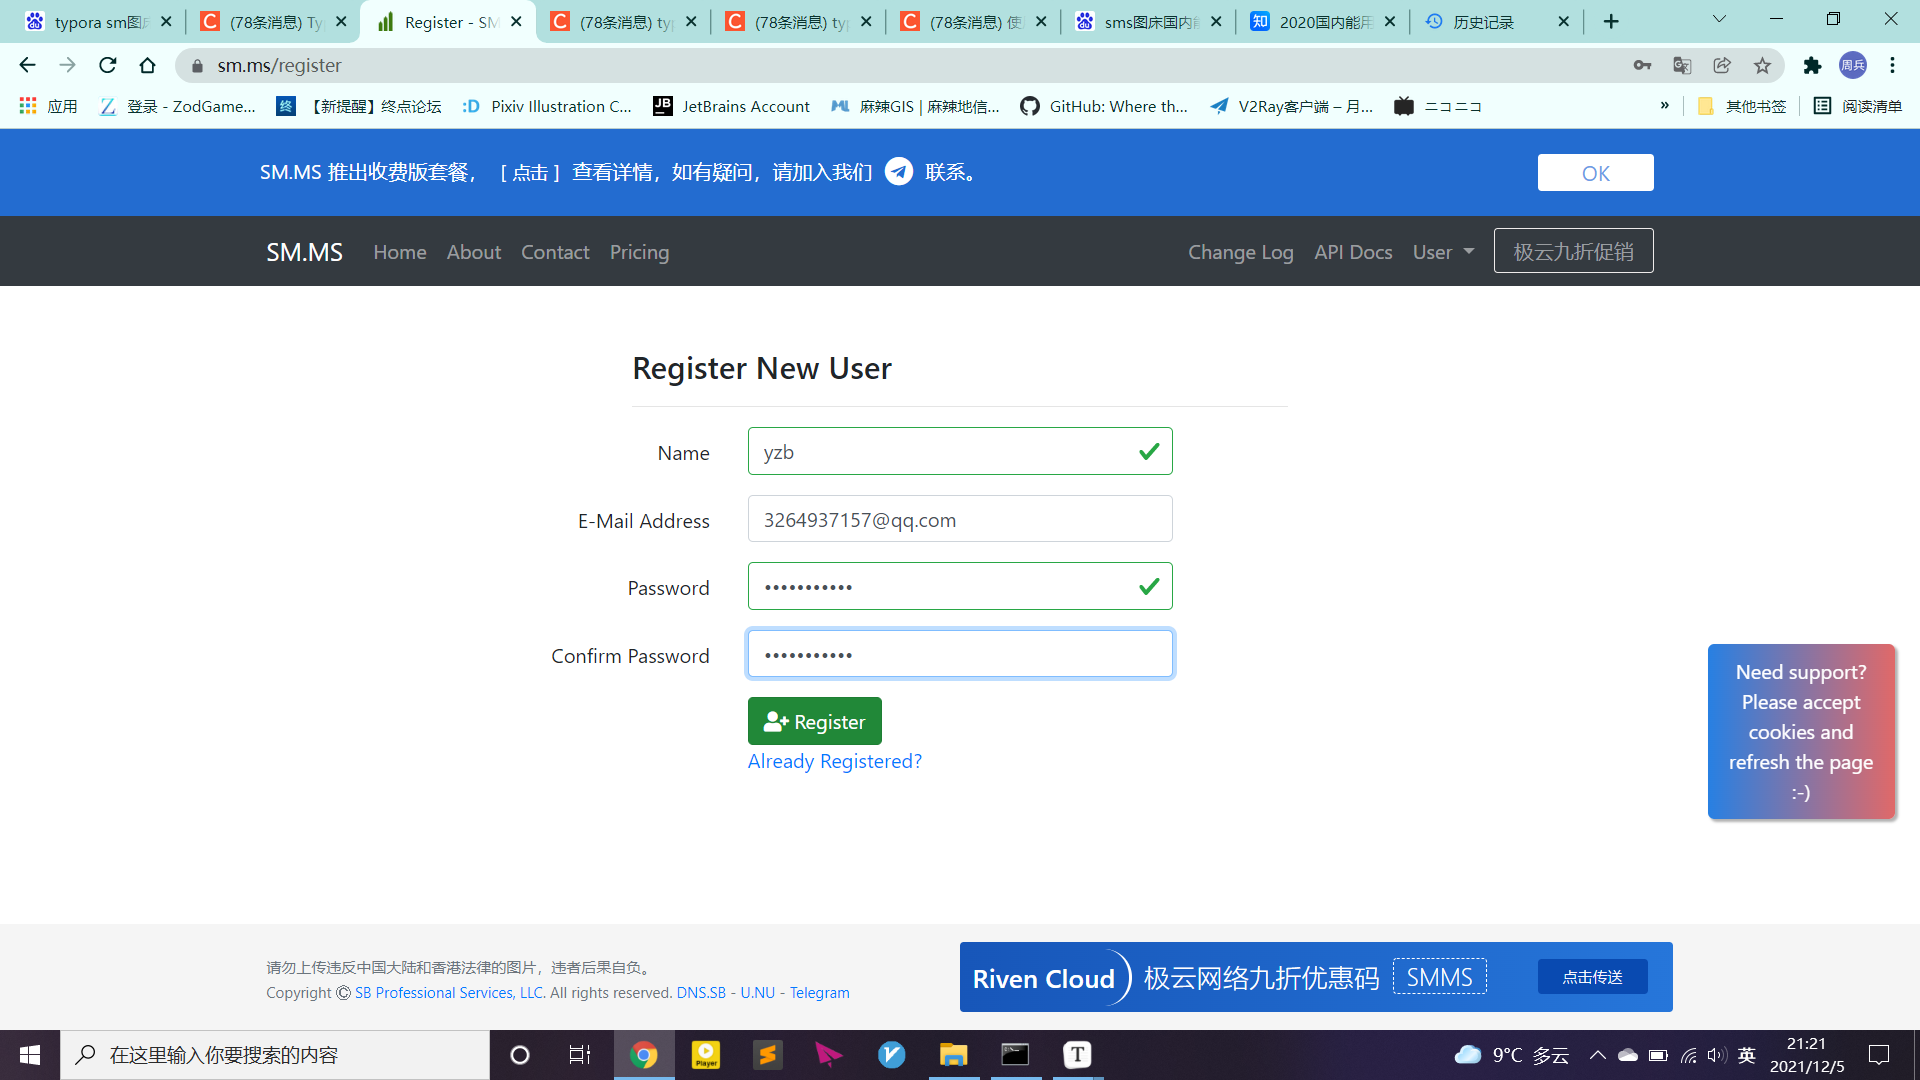 typora sm图床
(78条消息) Ty
Register - SM
(78条消息) typ
(78条消息) typ
(78条消息) 使
sms图床国内
2020国内能用
历史记录
sm.ms/register
周兵
应用
登录 - ZodGame...
终
【新提醒】终点论坛
Pixiv Illustration C...
JetBrains Account
麻辣GIS | 麻辣地信...
GitHub: Where th...
V2Ray客户端 – 月...
ニコニコ
»
其他书签
阅读清单
SM.MS 推出收费版套餐， [ 点击 ] 查看详情，如有疑问，请加入我们 联系。
OK
SM.MS
Home
About
Contact
Pricing
Change Log
API Docs
User
极云九折促销
Register New User
Name
yzb
E-Mail Address
3264937157@qq.com
Password
•••••••••••
Confirm Password
•••••••••••
Register
Already Registered?
Need support?
Please accept
cookies and
refresh the page
:-)
请勿上传违反中国大陆和香港法律的图片，违者后果自负。
Copyright © SB Professional Services, LLC. All rights reserved. DNS.SB - U.NU - Telegram
Riven Cloud
极云网络九折优惠码
SMMS
点击传送
在这里输入你要搜索的内容
9°C 多云
英
21:21
2021/12/5